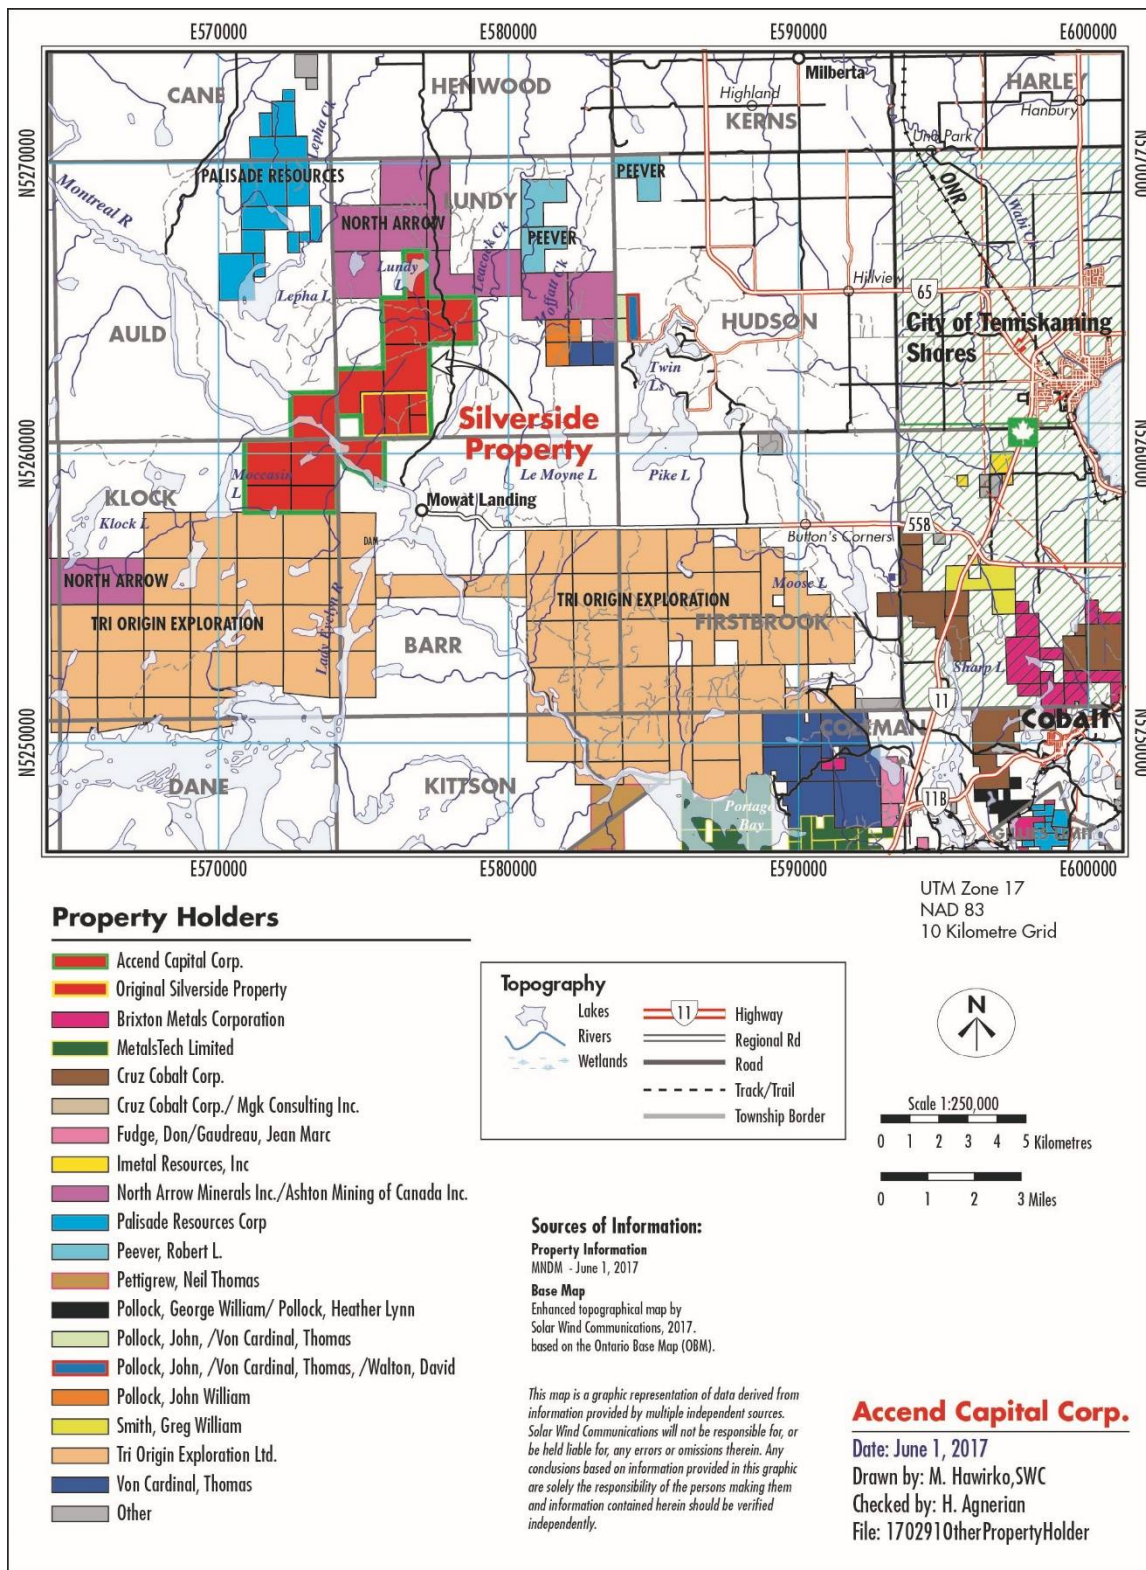 E570000
E580000
E590000
E600000
N5270000
N5260000
N5250000
N5270000
N5260000
N5250000
CANE
HENWOOD
Milberta
HARLEY
Highland
KERNS
Hanbury
Uno Park
Lepha Ck
PALISADE RESOURCES
Montreal R
LUNDY
PEEVER
ONR
NORTH ARROW
Wabi Ck
Leacock Ck
PEEVER
Lundy
L
Lepha L
Moffatt Ck
Hillview
65
AULD
HUDSON
City of Temiskaming
Shores
Twin
Ls
Silverside
Property
Moccasin
L
Le Moyne L
Pike L
KLOCK
Klock L
Mowat Landing
558
Button's Corners
DAM
NORTH ARROW
Moose L
TRI ORIGIN EXPLORATION
TRI ORIGIN EXPLORATION
FIRSTBROOK
Lady Evelyn R
BARR
Sharp L
11
COLEMAN
Cobalt
DANE
KITTSON
11B
Portage
Bay
E570000
E580000
E590000
E600000
UTM Zone 17
NAD 83
10 Kilometre Grid
Property Holders
Accend Capital Corp.
Original Silverside Property
Brixton Metals Corporation
MetalsTech Limited
Cruz Cobalt Corp.
Cruz Cobalt Corp./ Mgk Consulting Inc.
Fudge, Don/Gaudreau, Jean Marc
Imetal Resources, Inc
North Arrow Minerals Inc./Ashton Mining of Canada Inc.
Palisade Resources Corp
Peever, Robert L.
Pettigrew, Neil Thomas
Pollock, George William/ Pollock, Heather Lynn
Pollock, John, /Von Cardinal, Thomas
Pollock, John, /Von Cardinal, Thomas, /Walton, David
Pollock, John William
Smith, Greg William
Tri Origin Exploration Ltd.
Von Cardinal, Thomas
Other
Topography
Lakes
Rivers
Wetlands
11
Highway
Regional Rd
Road
Track/Trail
Township Border
N
Scale 1:250,000
0 1 2 3 4 5 Kilometres
0 1 2 3 Miles
Sources of Information:
Property Information
MNDM - June 1, 2017
Base Map
Enhanced topographical map by
Solar Wind Communications, 2017.
based on the Ontario Base Map (OBM).
This map is a graphic representation of data derived from
information provided by multiple independent sources.
Solar Wind Communications will not be responsible for, or
be held liable for, any errors or omissions therein. Any
conclusions based on information provided in this graphic
are solely the responsibility of the persons making them
and information contained herein should be verified
independently.
Accend Capital Corp.
Date: June 1, 2017
Drawn by: M. Hawirko,SWC
Checked by: H. Agnerian
File: 170291OtherPropertyHolder